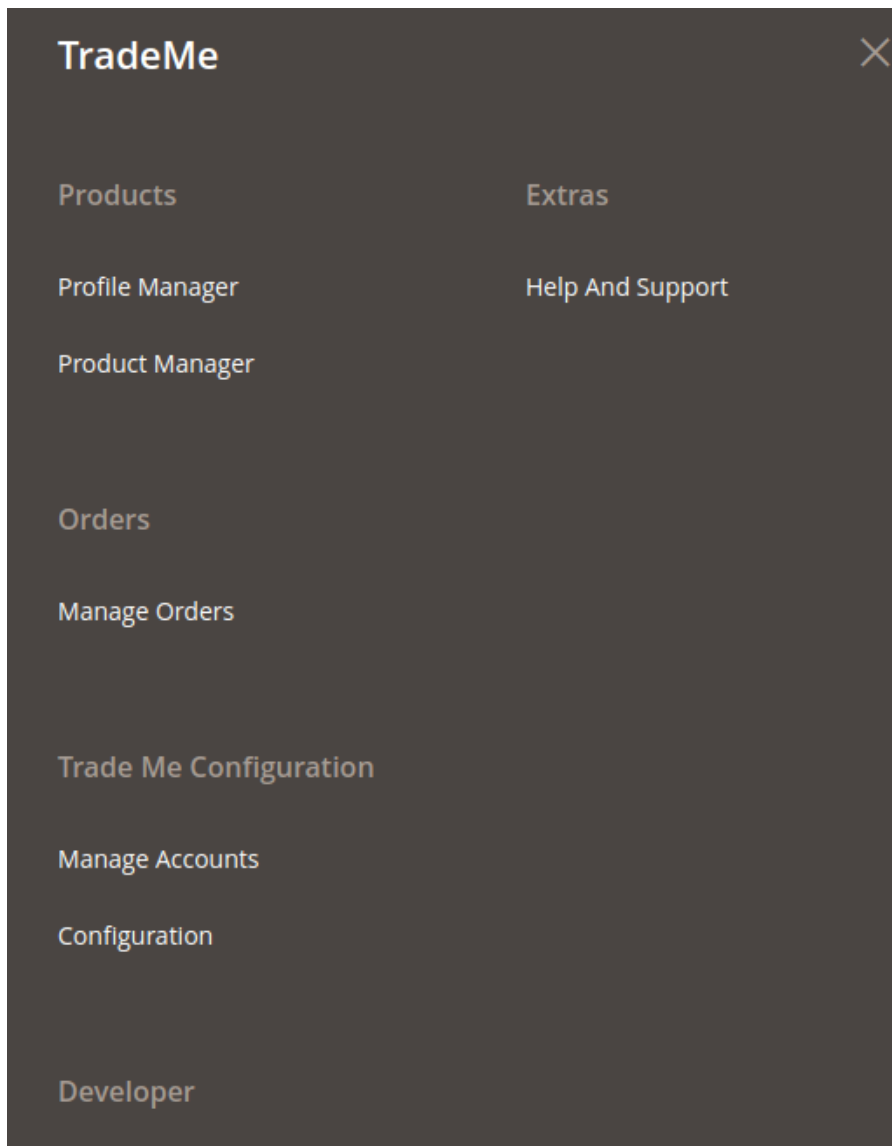 TradeMe
Products
Profile Manager
Product Manager
Orders
Manage Orders
Trade Me Configuration
Manage Accounts
Configuration
Developer
Extras
Help And Support